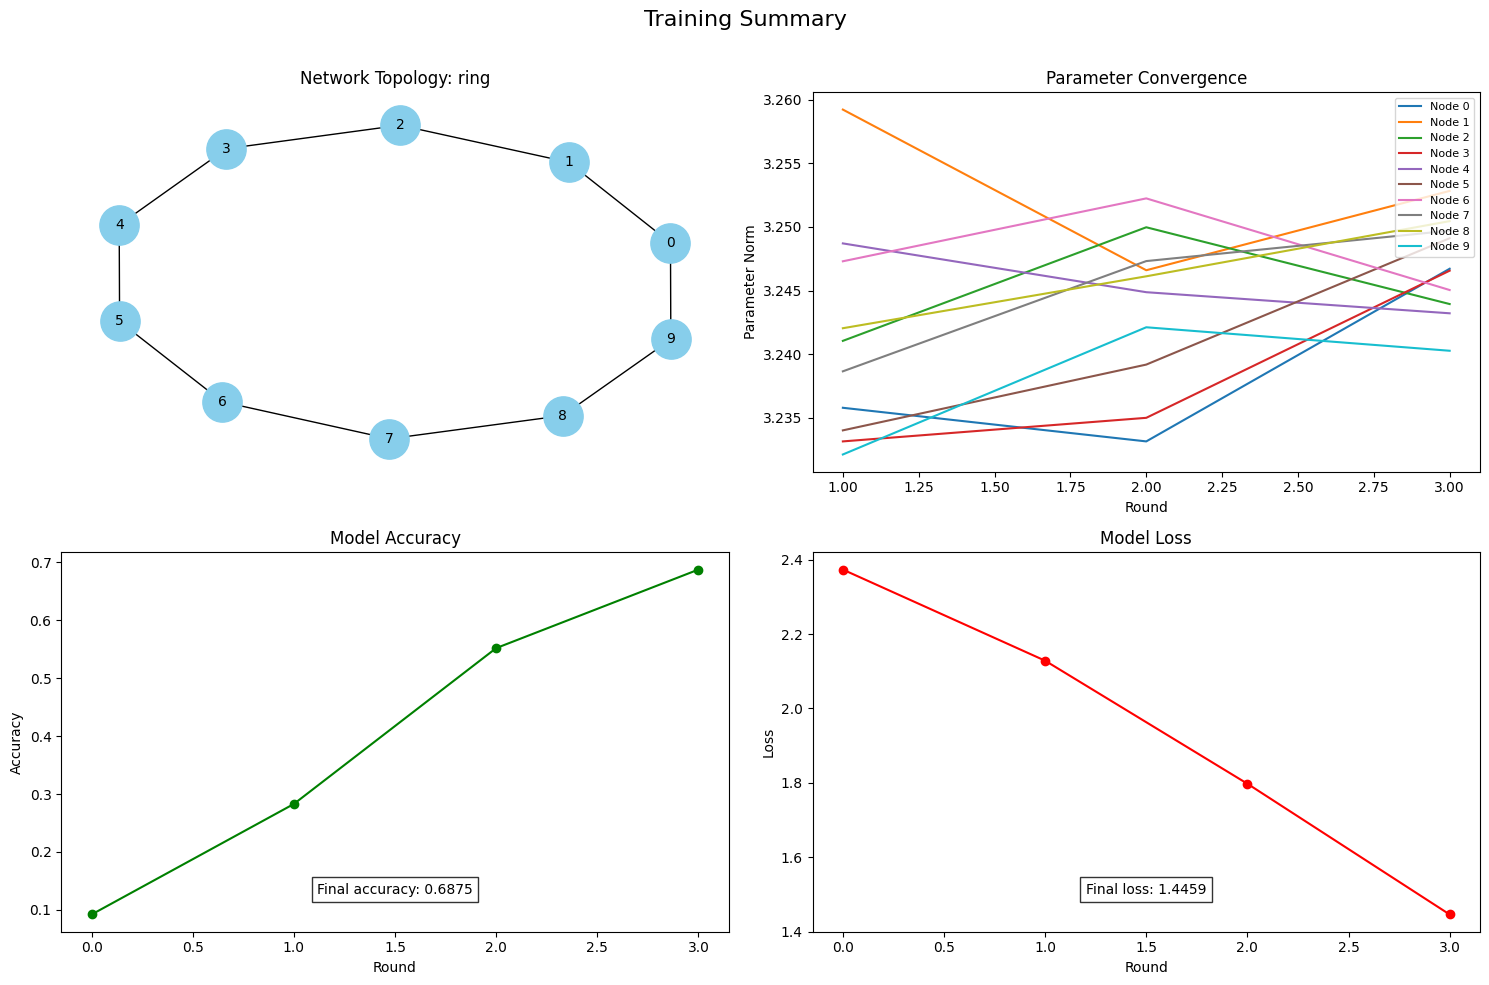 Training Summary
Network Topology: ring
2
3
1
4
0
5
9
6
8
7
Parameter Convergence
3.260
3.255
3.250
3.245
3.240
3.235
Parameter Norm
Node 0
Node 1
Node 2
Node 3
Node 4
Node 5
Node 6
Node 7
Node 8
Node 9
1.00 1.25 1.50 1.75 2.00 2.25 2.50 2.75 3.00
Round
Model Accuracy
0.7
0.6
0.5
0.4
0.3
0.2
0.1
Accuracy
Final accuracy: 0.6875
0.0 0.5 1.0 1.5 2.0 2.5 3.0
Round
Model Loss
2.4
2.2
2.0
1.8
1.6
1.4
Loss
Final loss: 1.4459
0.0 0.5 1.0 1.5 2.0 2.5 3.0
Round